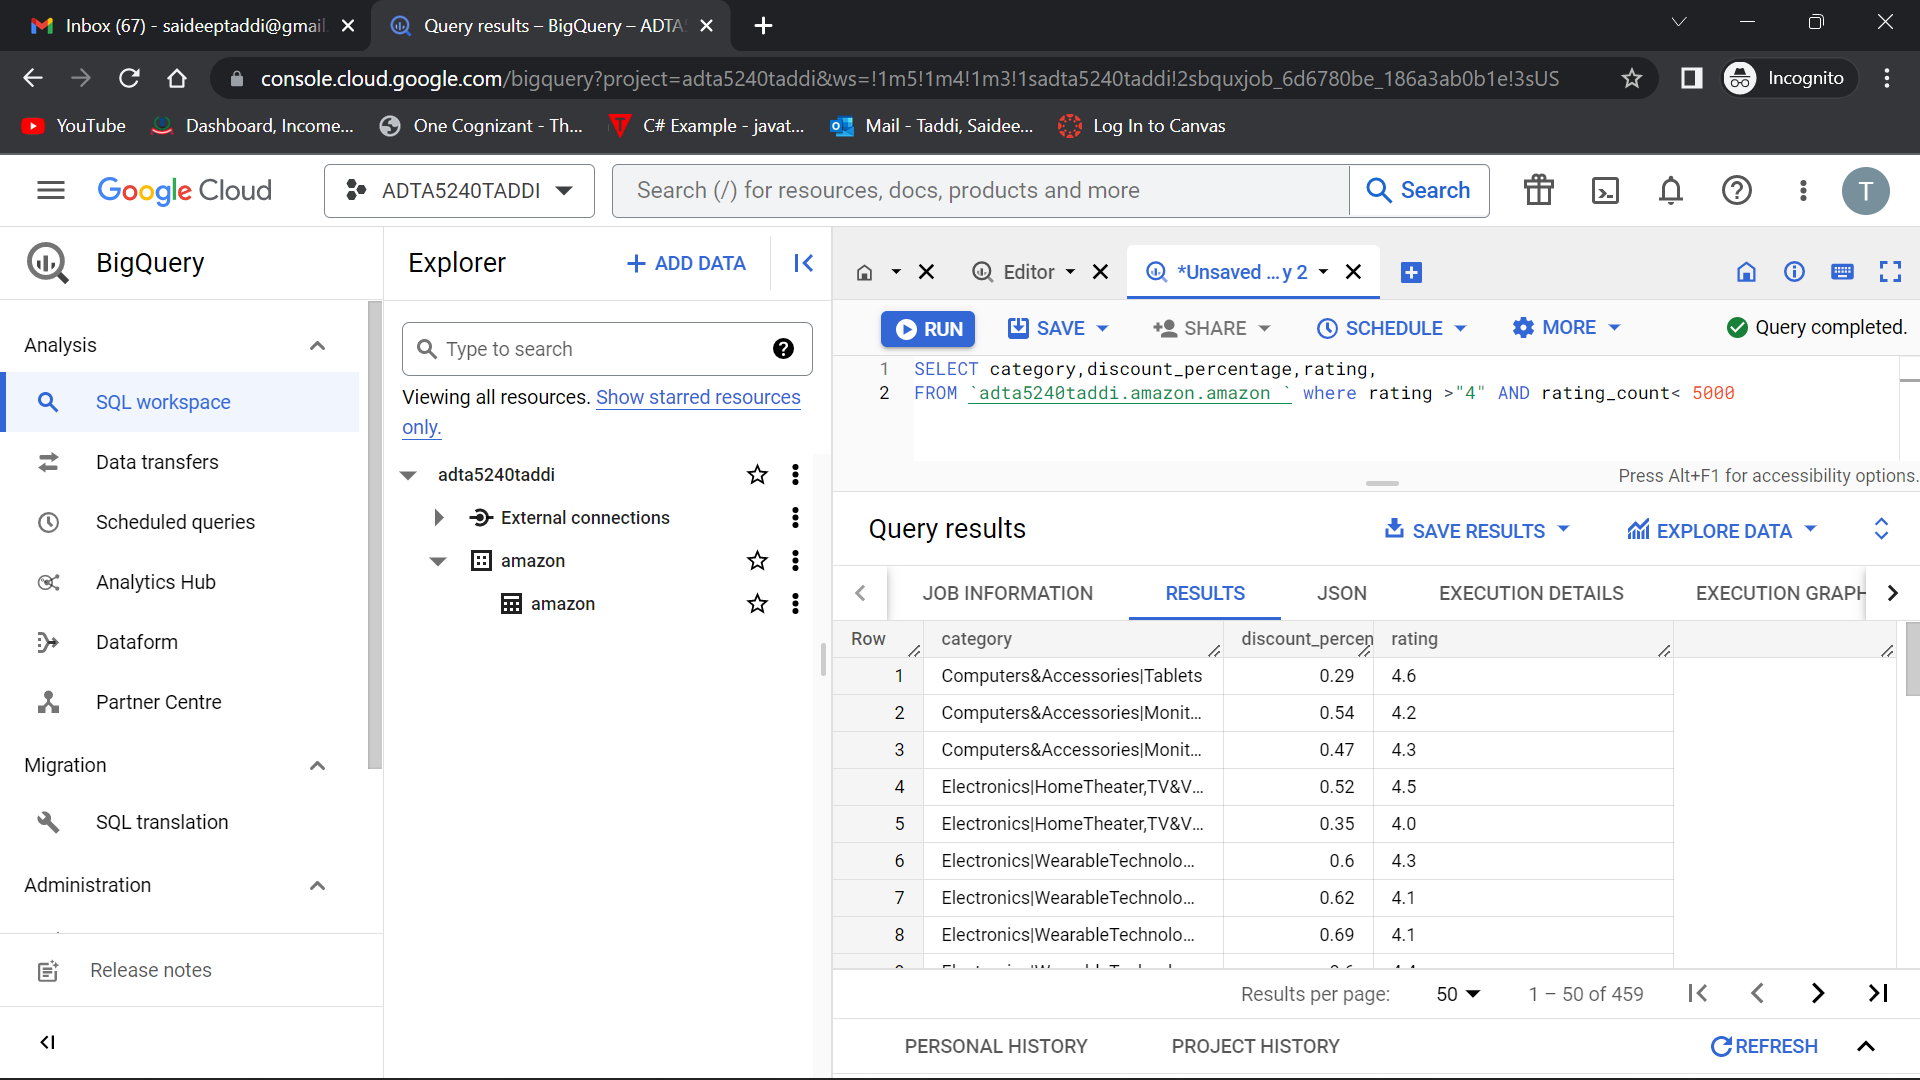 Inbox (67) - saideeptaddi@gmail.
Query results – BigQuery – ADTA5
console.cloud.google.com/bigquery?project=adta5240taddi&ws=!1m5!1m4!1m3!1sadta5240taddi!2sbquxjob_6d6780be_186a3ab0b1e!3sUS
Incognito
YouTube
Dashboard, Income...
One Cognizant - Th...
C# Example - javat...
Mail - Taddi, Saidee...
Log In to Canvas
Google Cloud
ADTA5240TADDI
Search (/) for resources, docs, products and more
Search
T
BigQuery
Analysis
SQL workspace
Data transfers
Scheduled queries
Analytics Hub
Dataform
Partner Centre
Migration
SQL translation
Administration
Release notes
Explorer
+ ADD DATA
Type to search
Viewing all resources. Show starred resources
only.
adta5240taddi
External connections
amazon
amazon
Editor
*Unsaved ...y 2
RUN
SAVE
SHARE
SCHEDULE
MORE
Query completed.
1 SELECT category,discount_percentage,rating,
2 FROM `adta5240taddi.amazon.amazon ` where rating >"4" AND rating_count< 5000
Press Alt+F1 for accessibility options.
Query results
SAVE RESULTS
EXPLORE DATA
JOB INFORMATION
RESULTS
JSON
EXECUTION DETAILS
EXECUTION GRAPH
Row category discount_percen rating
1 Computers&Accessories|Tablets 0.29 4.6
2 Computers&Accessories|Monit... 0.54 4.2
3 Computers&Accessories|Monit... 0.47 4.3
4 Electronics|HomeTheater,TV&V... 0.52 4.5
5 Electronics|HomeTheater,TV&V... 0.35 4.0
6 Electronics|WearableTechnolo... 0.6 4.3
7 Electronics|WearableTechnolo... 0.62 4.1
8 Electronics|WearableTechnolo... 0.69 4.1
Results per page: 50 1 – 50 of 459
PERSONAL HISTORY
PROJECT HISTORY
REFRESH